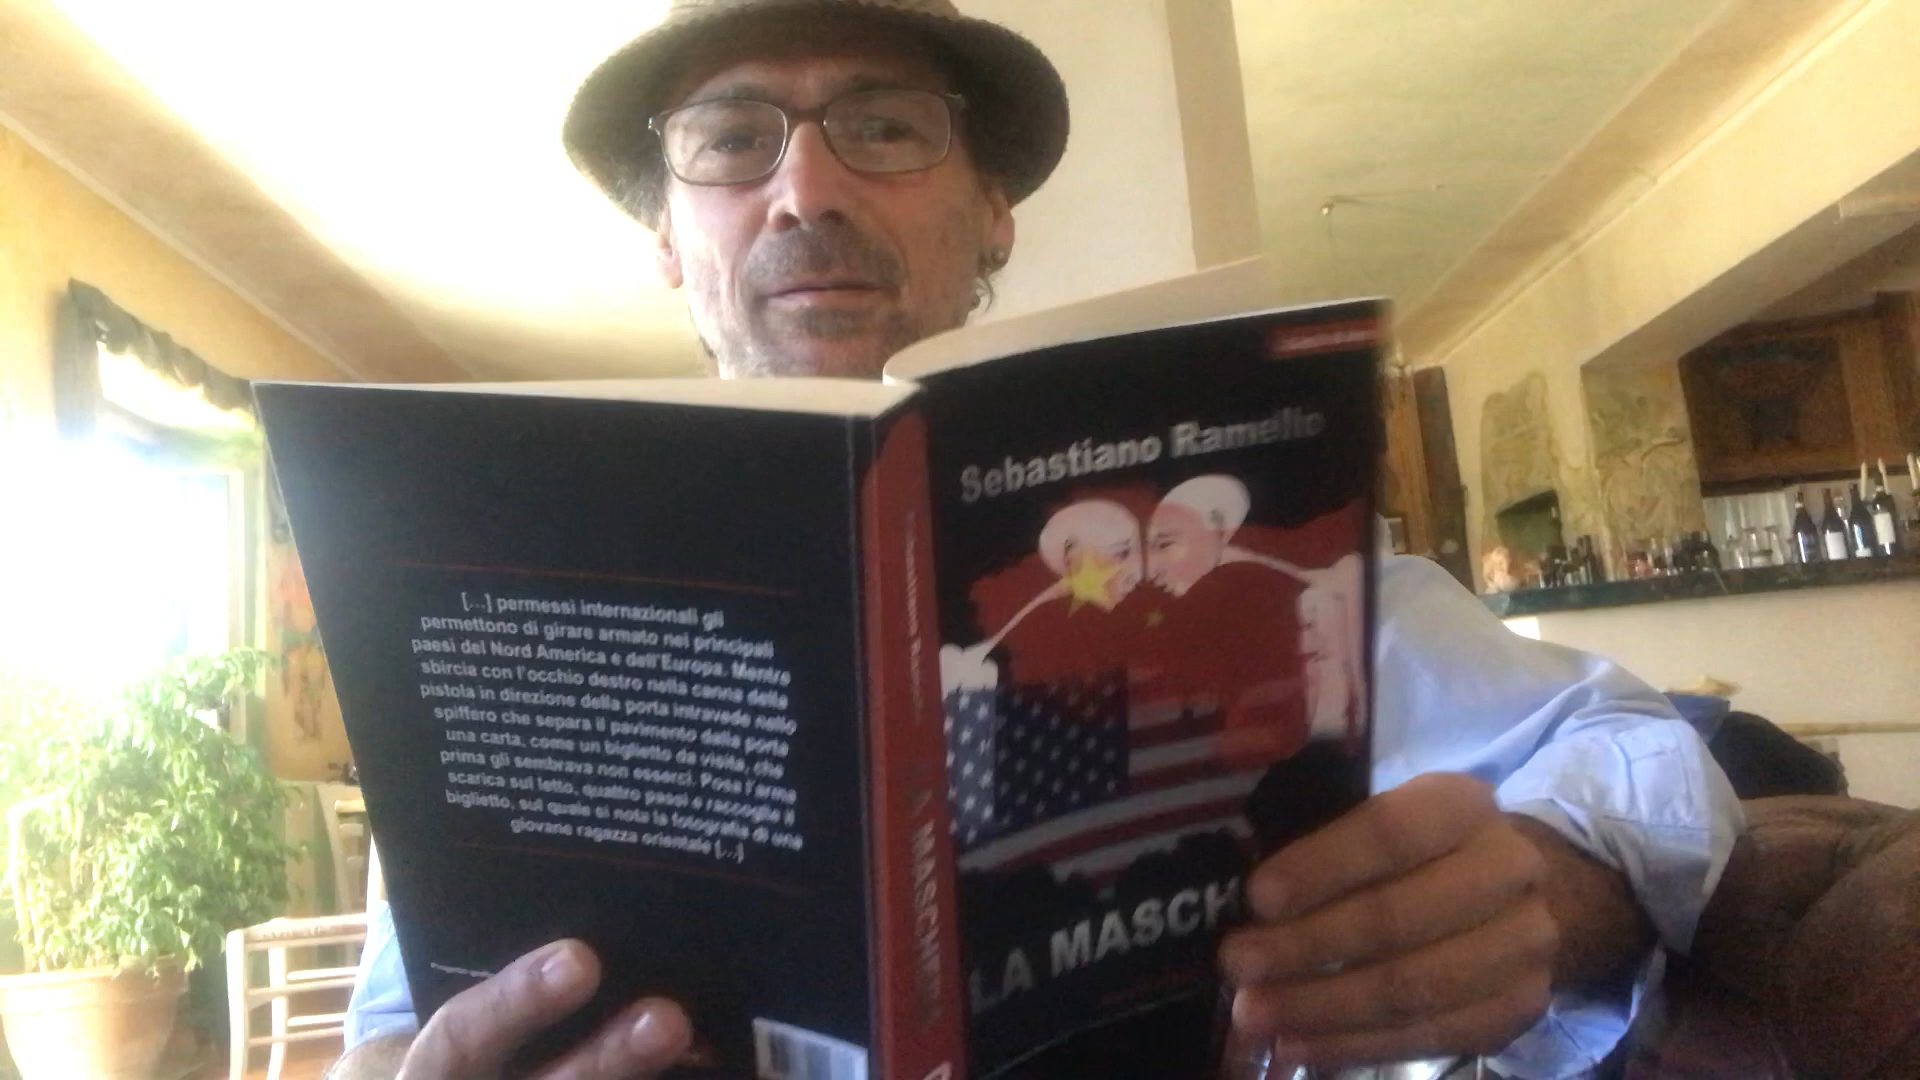 [...] permessi internazionali gli
permettono di girare armato nei principali
paesi del Nord America e dell'Europa. Mentre
sbircia con l'occhio destro nella canna della
pistola in direzione della porta intravede nello
spiffero che separa il pavimento dalla porta
una carta, come un biglietto da visita, che
prima gli sembrava non esserci. Posa l'arma
scarica sul letto, quattro passi e raccoglie il
biglietto, sul quale si nota la fotografia di una
giovane ragazza orientale [...]
Sebastiano Ramello
LA MASCH